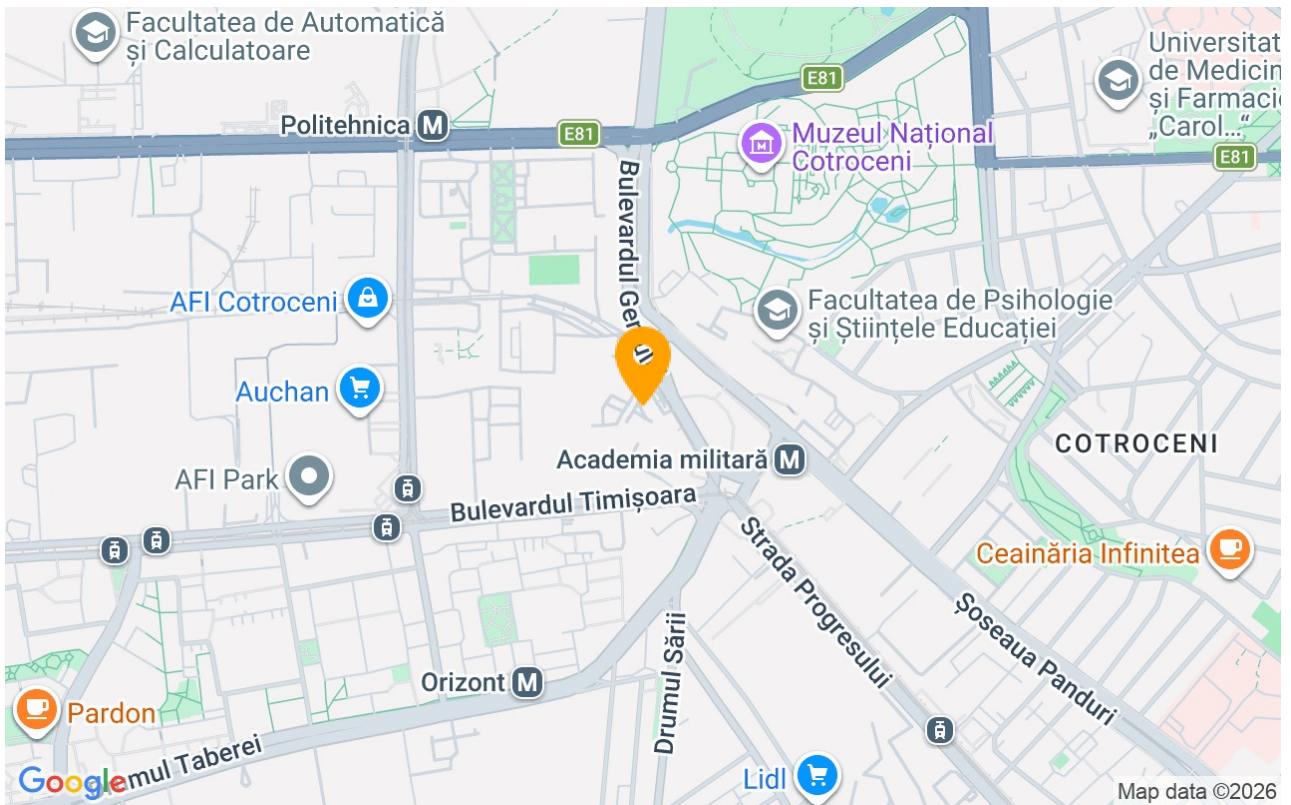 Facultatea de Automatică
și Calculatoare
Universitat
de Medicin
și Farmaci
„Carol...“
E81
Politehnica M
E81
Muzeul Național
Cotroceni
E81
Bulevardul Ge
AFI Cotroceni
Facultatea de Psihologie
și Științele Educației
Auchan
COTROCENI
Academia militară M
AFI Park
Bulevardul Timișoara
Strada Progresului
Ceainăria Infinitea
Șoseaua Panduri
Drumul Sării
Orizont M
Pardon
mul Taberei
Google
Lidl
Map data ©2026